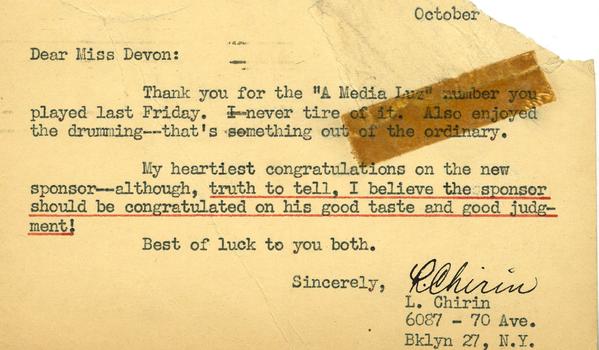 October
Dear Miss Devon:
Thank you for the "A Media Luz" number you
played last Friday. I never tire of it. Also enjoyed
the drumming--that's something out of the ordinary.
My heartiest congratulations on the new
sponsor--although, truth to tell, I believe the sponsor
should be congratulated on his good taste and good judg-
ment!
Best of luck to you both.
Sincerely, L. Chirin
L. Chirin
6087 - 70 Ave.
Bklyn 27, N.Y.